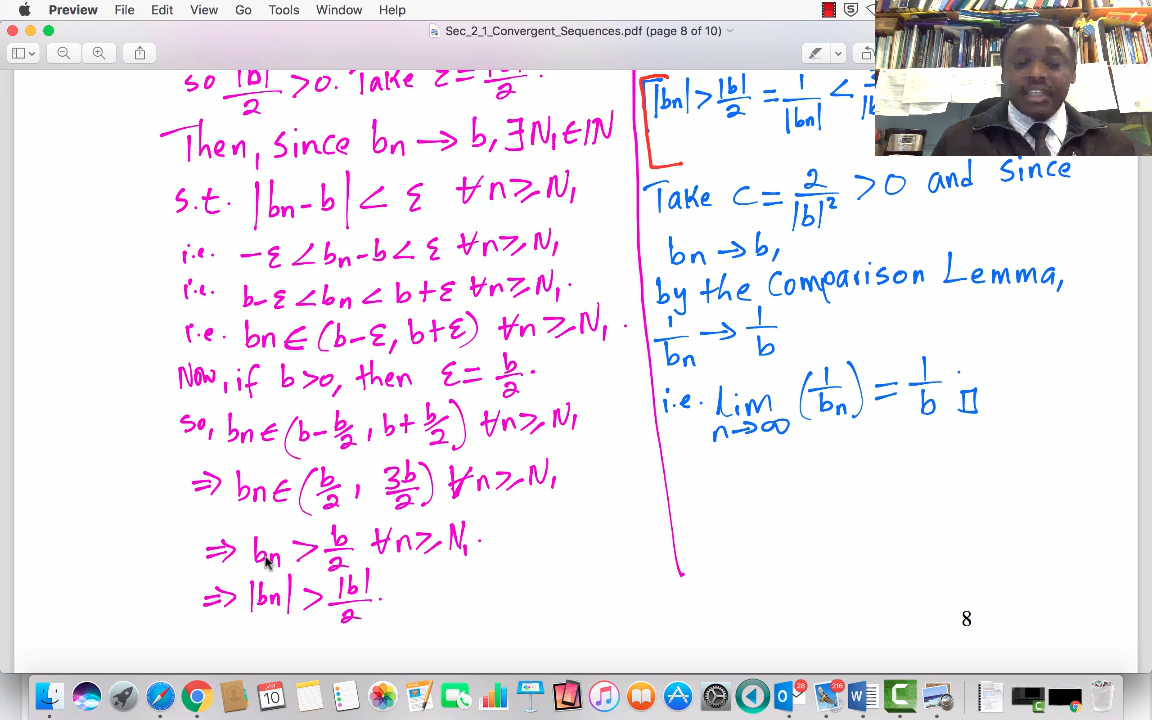 Preview File Edit View Go Tools Window Help
Sec_2_1_Convergent_Sequences.pdf (page 8 of 10)
so |b|/2 > 0. Take ε = |b|/2.
Then, since bn → b, ∃ N₁ ∈ ℕ
s.t. |bn - b| < ε ∀n ≥ N₁
i.e. -ε < bn - b < ε ∀n ≥ N₁
i.e. b-ε < bn < b+ε ∀n ≥ N₁.
i.e. bn ∈ (b-ε, b+ε) ∀n ≥ N₁.
Now, if b>0, then ε = b/2.
so, bn ∈ (b - b/2, b + b/2) ∀n ≥ N₁
⇒ bn ∈ (b/2, 3b/2) ∀n ≥ N₁
⇒ bn > b/2 ∀n ≥ N₁.
⇒ |bn| > |b|/2.
|bn| > |b|/2 = 1/|bn| <
Take c = 2/|b|² > 0 and since
bn → b,
by the Comparison Lemma,
1/bn → 1/b
i.e. lim n→∞ (1/bn) = 1/b. □
8
10
28
216